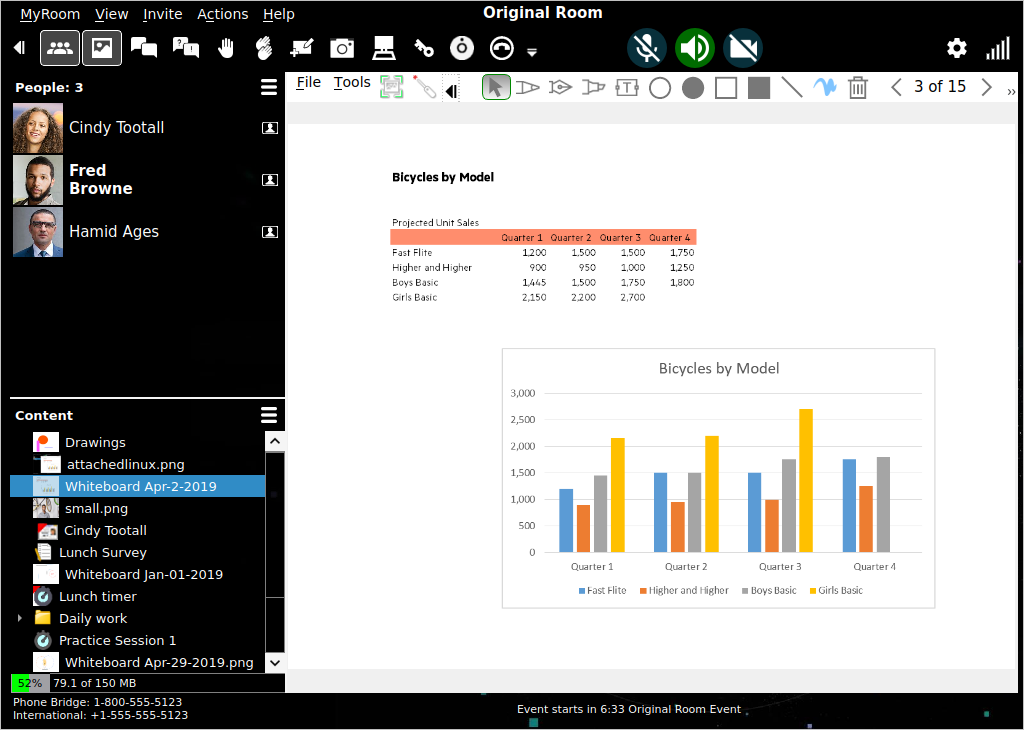 Original Room
MyRoom View Invite Actions Help
People: 3
Cindy Tootall
Fred
Browne
Hamid Ages
Content
Drawings
attachedlinux.png
Whiteboard Apr-2-2019
small.png
Cindy Tootall
Lunch Survey
Whiteboard Jan-01-2019
Lunch timer
Daily work
Practice Session 1
Whiteboard Apr-29-2019.png
52% 79.1 of 150 MB
File Tools T 3 of 15 »
Bicycles by Model
Projected Unit Sales
Quarter 1 Quarter 2 Quarter 3 Quarter 4
Fast Flite 1,200 1,500 1,500 1,750
Higher and Higher 900 950 1,000 1,250
Boys Basic 1,445 1,500 1,750 1,800
Girls Basic 2,150 2,200 2,700
Bicycles by Model
3,000
2,500
2,000
1,500
1,000
500
0
Quarter 1 Quarter 2 Quarter 3 Quarter 4
Fast Flite Higher and Higher Boys Basic Girls Basic
Phone Bridge: 1-800-555-5123
International: +1-555-555-5123
Event starts in 6:33 Original Room Event